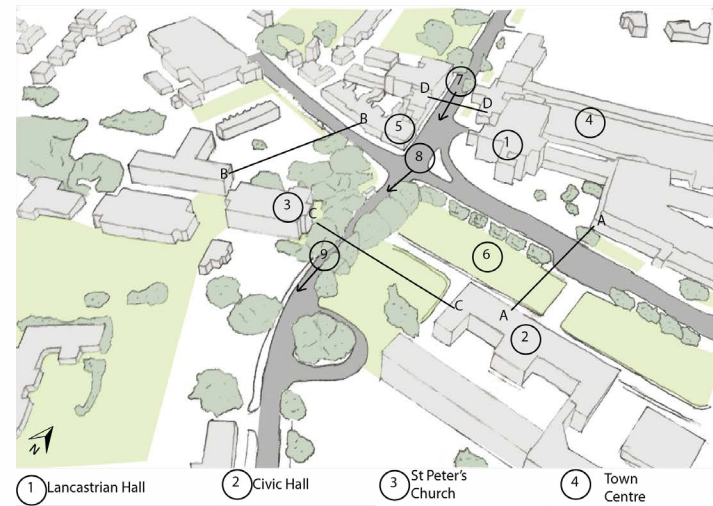 7
D
D
4
B
5
1
8
B
3
C
A
9
6
C
A
2
N
1 Lancastrian Hall
2 Civic Hall
3 St Peter's
Church
4 Town
Centre